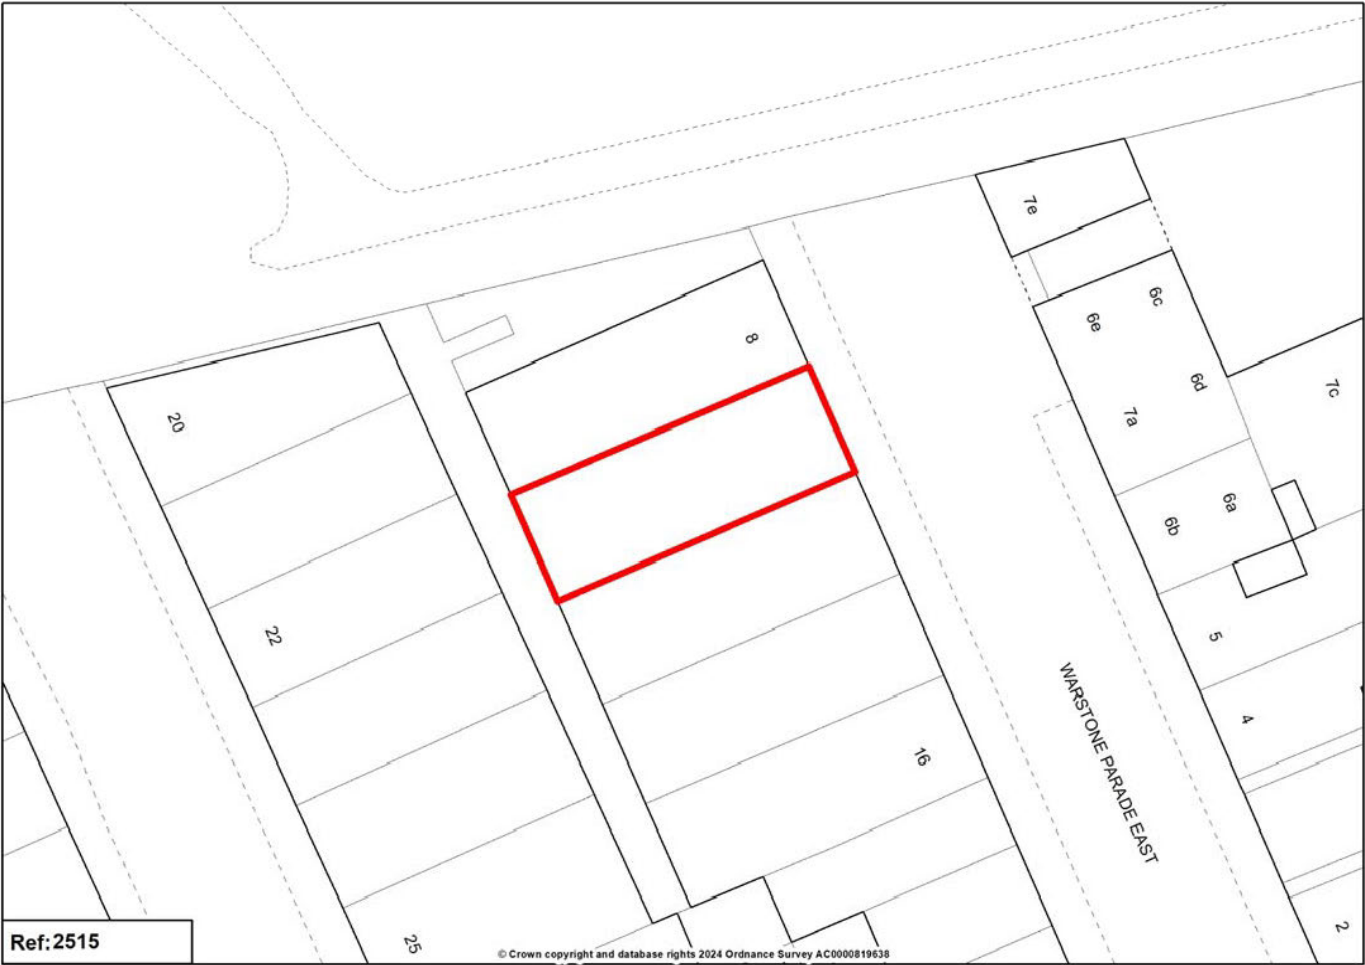 7e
8
6c
6e
6d
7c
20
7a
6a
6b
22
5
WARSTONE PARADE EAST
4
16
2
25
Ref:2515
© Crown copyright and database rights 2024 Ordnance Survey AC0000819638